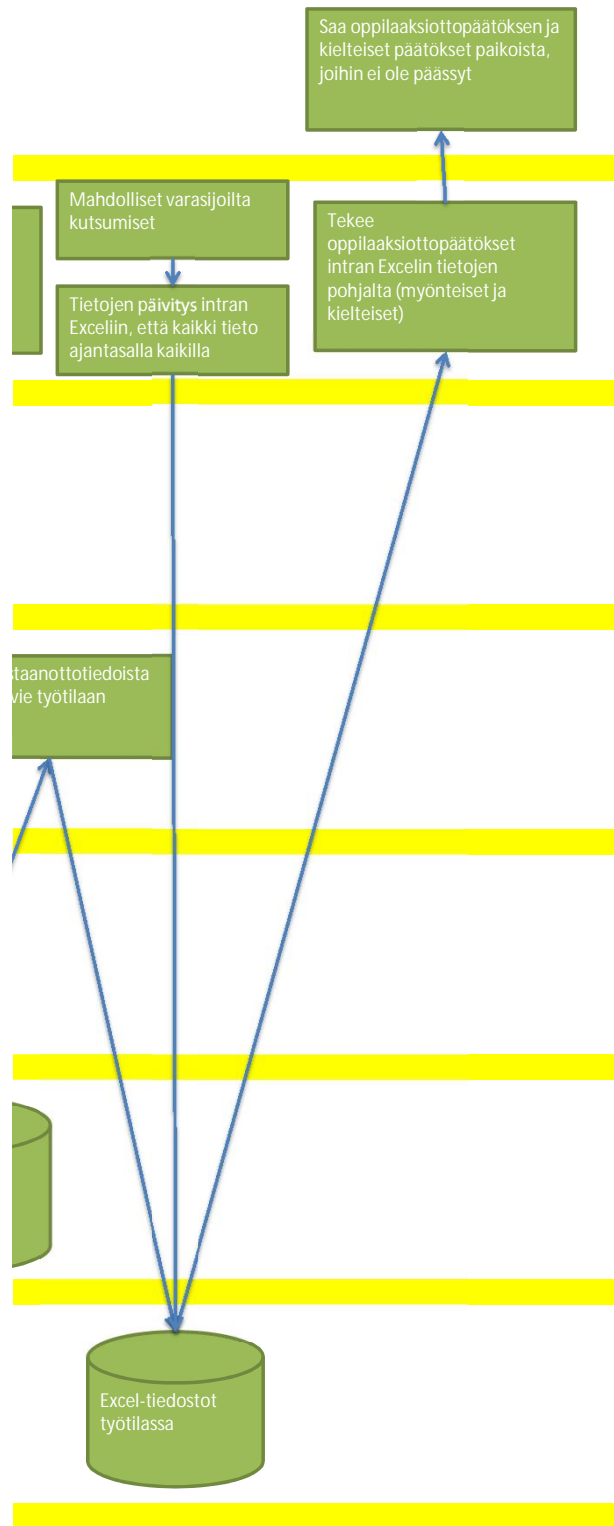 Saa oppilaaksiottopäätöksen ja
kielteiset päätökset paikoista,
joihin ei ole päässyt
Mahdolliset varasijoilta
kutsumiset
Tekee
oppilaaksiottopäätökset
intran Excelin tietojen
pohjalta (myönteiset ja
kielteiset)
Tietojen päivitys intran
Exceliin, että kaikki tieto
ajantasalla kaikilla
staanottotiedoista
vie työtilaan
Excel-tiedostot
työtilassa